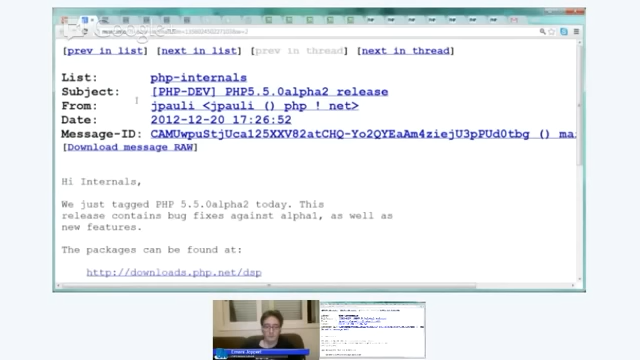 [prev in list] [next in list] [prev in thread] [next in thread]
List: php-internals
Subject: [PHP-DEV] PHP5.5.0alpha2 release
From: jpauli <jpauli () php ! net>
Date: 2012-12-20 17:26:52
Message-ID: CAMUwpuStjUca125XXV82atCHQ-Yo2QYEaAm4ziejU3pPUd0tbg () ma
[Download message RAW]
Hi Internals,
We just tagged PHP 5.5.0alpha2 today. This
release contains bug fixes against alpha1, as well as
new features.
The packages can be found at:
http://downloads.php.net/dsp